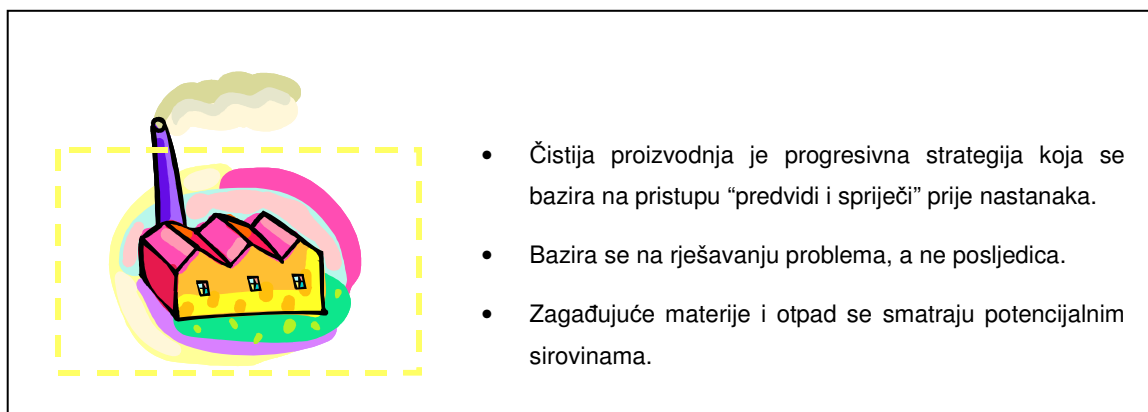 • Čistija proizvodnja je progresivna strategija koja se
bazira na pristupu “predvidi i spriječi” prije nastanaka.
• Bazira se na rješavanju problema, a ne posljedica.
• Zagađujuće materije i otpad se smatraju potencijalnim
sirovinama.